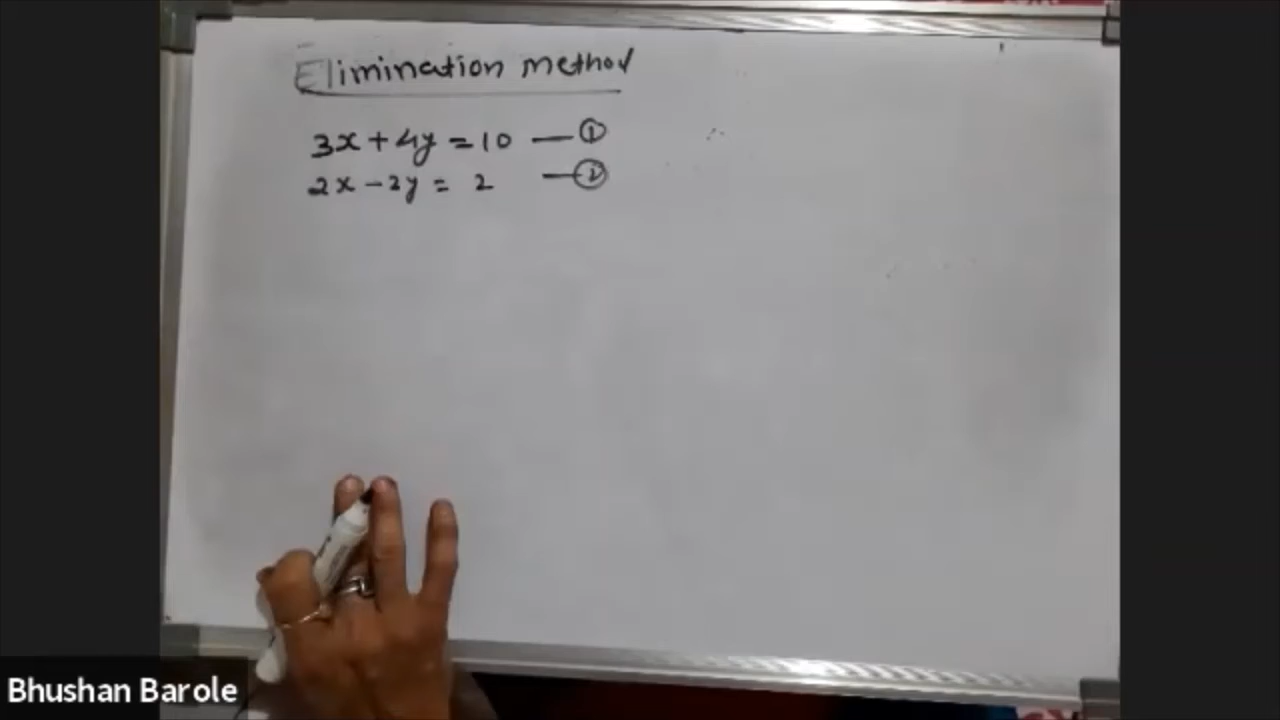 Elimination method
3x + 4y = 10 — ①
2x - 2y = 2 — ②
Bhushan Barole